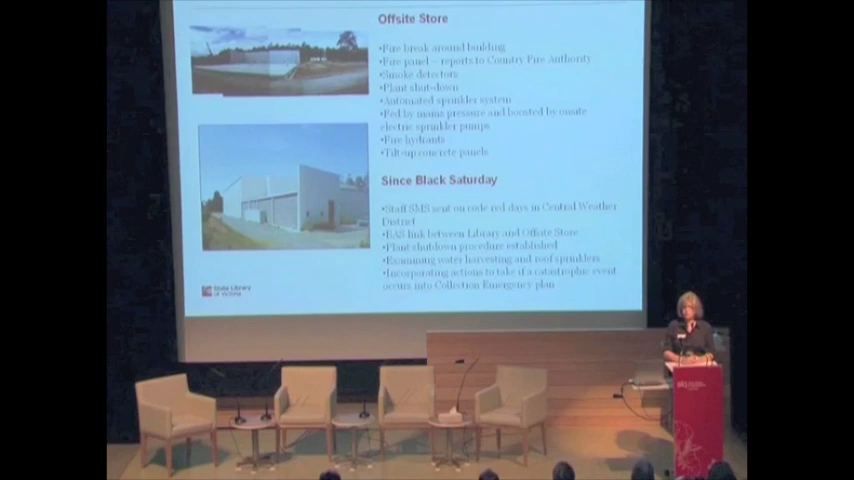 Offsite Store
•Fire break around building
•Fire panel – reports to Country Fire Authority
•Smoke detectors
•Plant shut-down
•Automated sprinkler system
•Fed by mains pressure and boosted by onsite
electric sprinkler pumps
•Fire hydrants
•Tilt-up concrete panels
Since Black Saturday
•Staff SMS sent on code red days in Central Weather
District
•BAS link between Library and Offsite Store
•Plant shutdown procedure established
•Examining water harvesting and roof sprinklers
•Incorporating actions to take if a catastrophic event
occurs into Collection Emergency plan
State Library
of Victoria